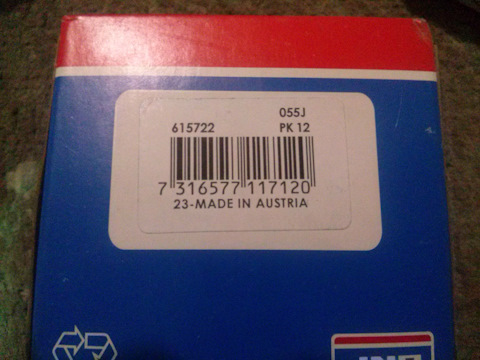 055J
615722 PK 12
7 316577 117120
23-MADE IN AUSTRIA